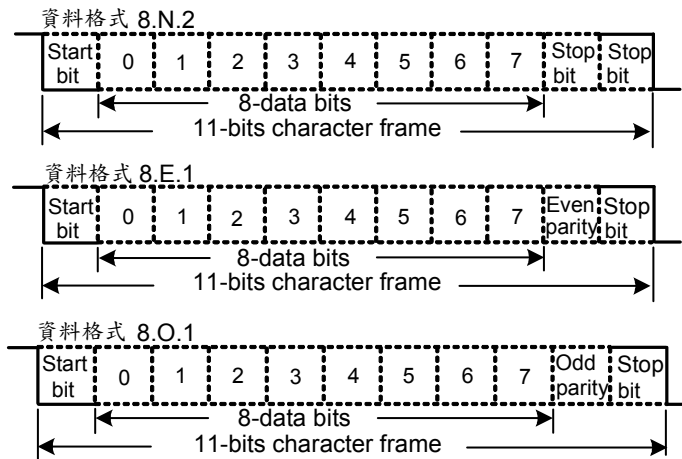 資料格式 8.N.2
Start bit 0 1 2 3 4 5 6 7 Stop bit Stop bit
8-data bits
11-bits character frame
資料格式 8.E.1
Start bit 0 1 2 3 4 5 6 7 Even parity Stop bit
8-data bits
11-bits character frame
資料格式 8.O.1
Start bit 0 1 2 3 4 5 6 7 Odd parity Stop bit
8-data bits
11-bits character frame